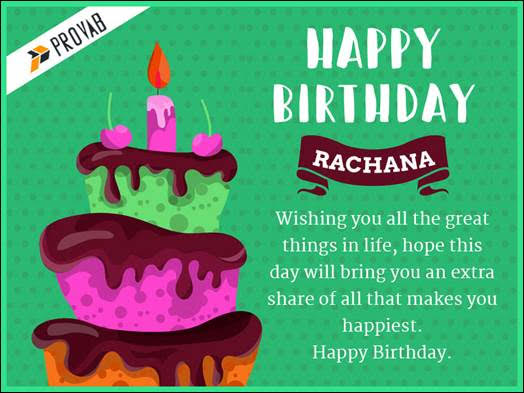 PROVAB
HAPPY
BIRTHDAY
RACHANA
Wishing you all the great
things in life, hope this
day will bring you an extra
share of all that makes you
happiest.
Happy Birthday.